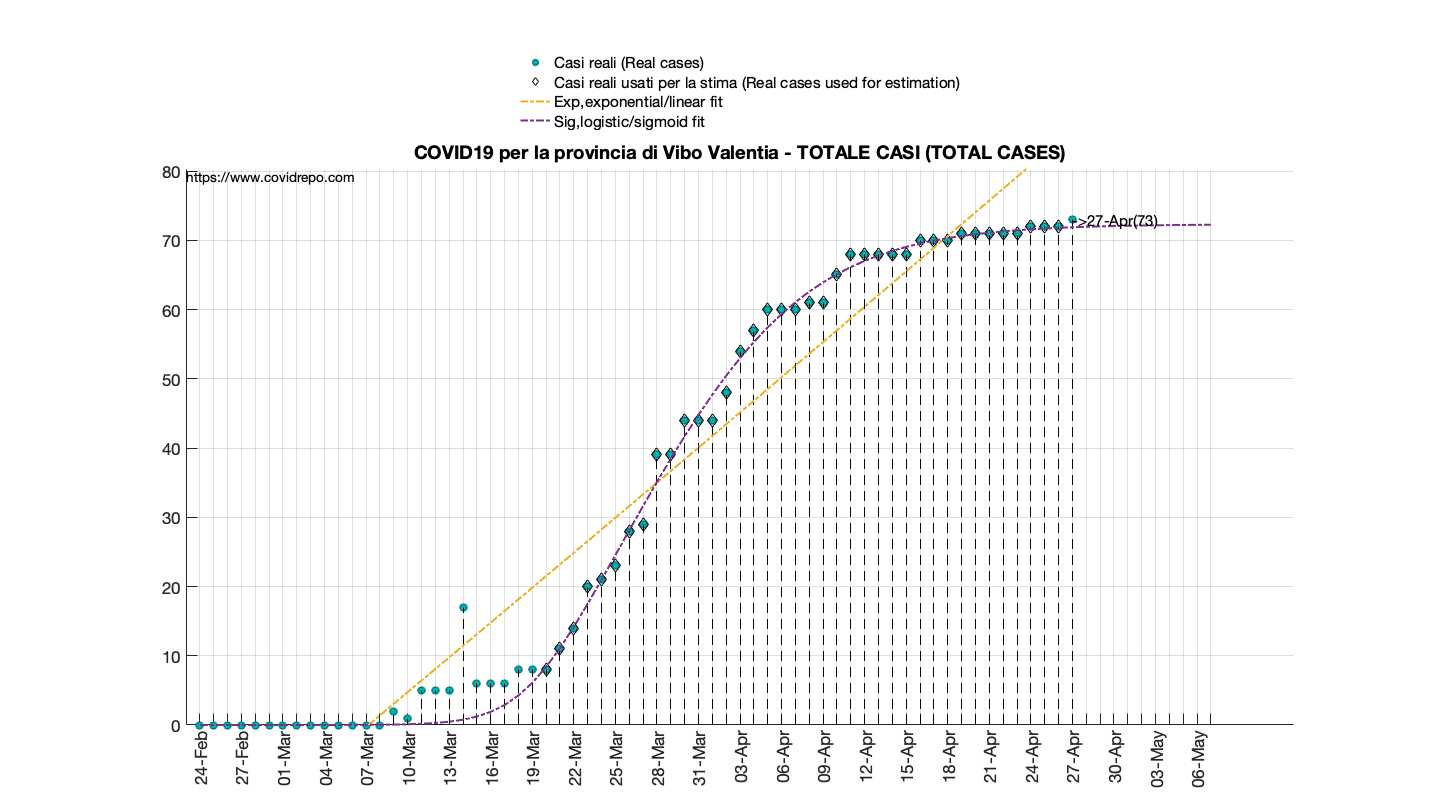 Casi reali (Real cases)
Casi reali usati per la stima (Real cases used for estimation)
Exp,exponential/linear fit
Sig,logistic/sigmoid fit
COVID19 per la provincia di Vibo Valentia - TOTALE CASI (TOTAL CASES)
https://www.covidrepo.com
80
70
60
50
40
30
20
10
0
->27-Apr(73)
24-Feb
27-Feb
01-Mar
04-Mar
07-Mar
10-Mar
13-Mar
16-Mar
19-Mar
22-Mar
25-Mar
28-Mar
31-Mar
03-Apr
06-Apr
09-Apr
12-Apr
15-Apr
18-Apr
21-Apr
24-Apr
27-Apr
30-Apr
03-May
06-May